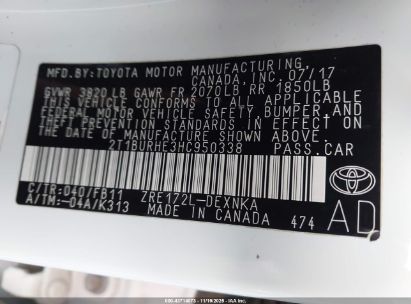 MFD.BY:TOYOTA MOTOR MANUFACTURING,
CANADA,INC. 07/17
GVWR 3820 LB GAWR FR 2020LB RR 1850LB
THIS VEHICLE CONFORMS TO ALL APPLICABLE
FEDERAL MOTOR VEHICLE SAFETY, BUMPER AND
THEFT PREVENTION STANDARDS IN EFFECT ON
THE DATE OF MANUFACTURE SHOWN ABOVE.
2T1BURHE3HC950338 PASS.CAR
C/TR:040/FB11 ZRE172L-DEXNKA
A/TM:-04A/K313 MADE IN CANADA 474
AD
TOYOTA